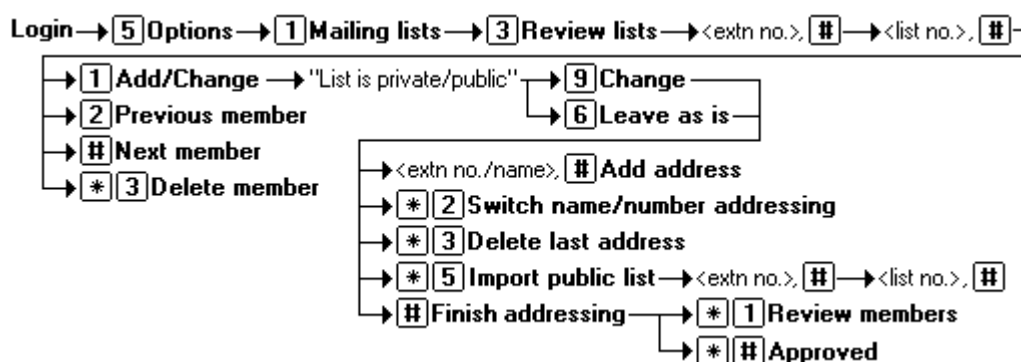 Login 5 Options 1 Mailing lists 3 Review lists <extn no.>, # <list no.>, #
1 Add/Change "List is private/public" 9 Change
2 Previous member 6 Leave as is
# Next member
<extn no./name>, # Add address
* 3 Delete member
* 2 Switch name/number addressing
* 3 Delete last address
* 5 Import public list <extn no.>, # <list no.>, #
# Finish addressing * 1 Review members
* # Approved